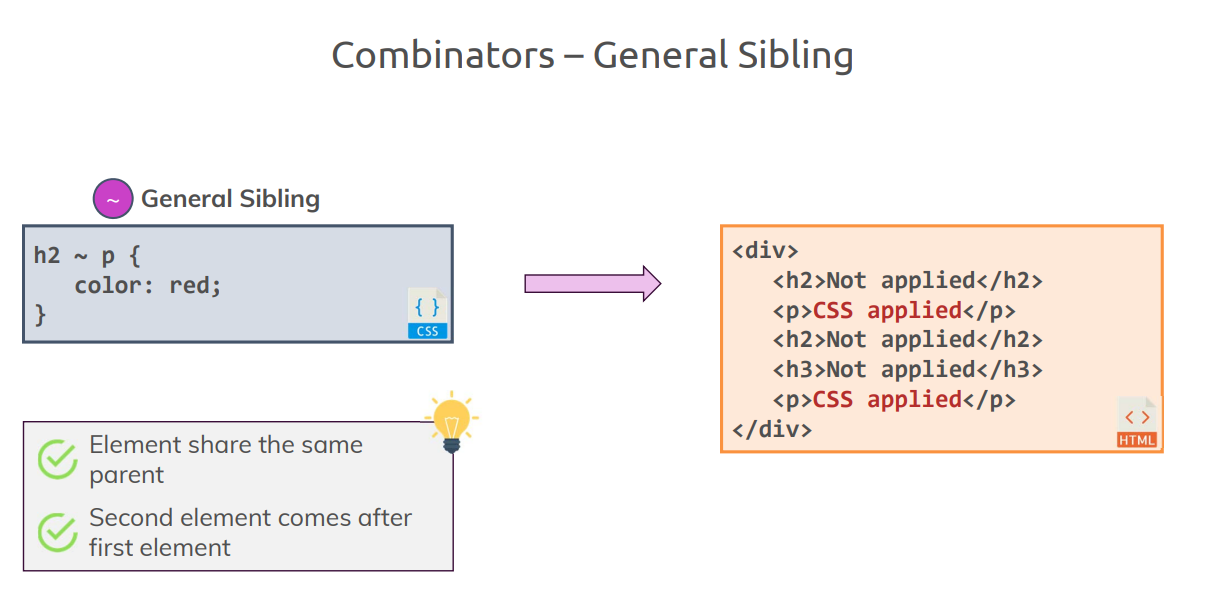 Combinators – General Sibling
~ General Sibling
h2 ~ p {
color: red;
}
{ }
CSS
<div>
<h2>Not applied</h2>
<p>CSS applied</p>
<h2>Not applied</h2>
<h3>Not applied</h3>
<p>CSS applied</p>
</div>
< >
HTML
Element share the same
parent
Second element comes after
first element